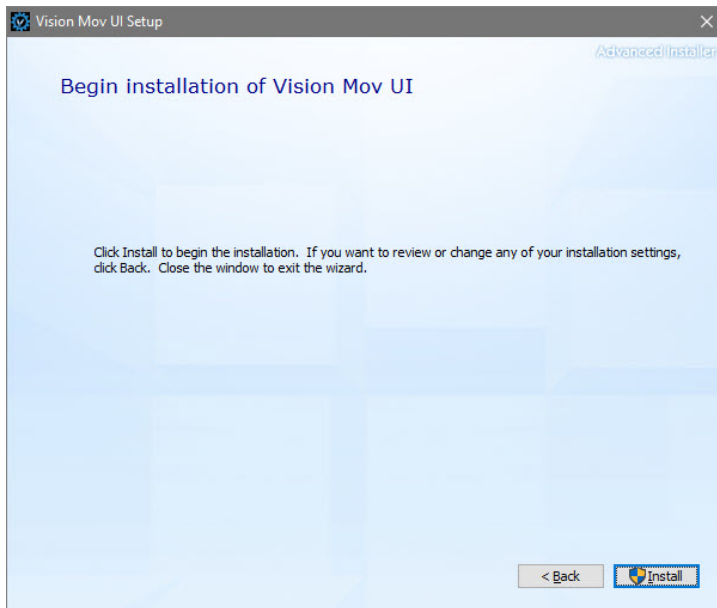 Vision Mov UI Setup
Advanced Installer
Begin installation of Vision Mov UI
Click Install to begin the installation.  If you want to review or change any of your installation settings,
click Back.  Close the window to exit the wizard.
< Back
Install